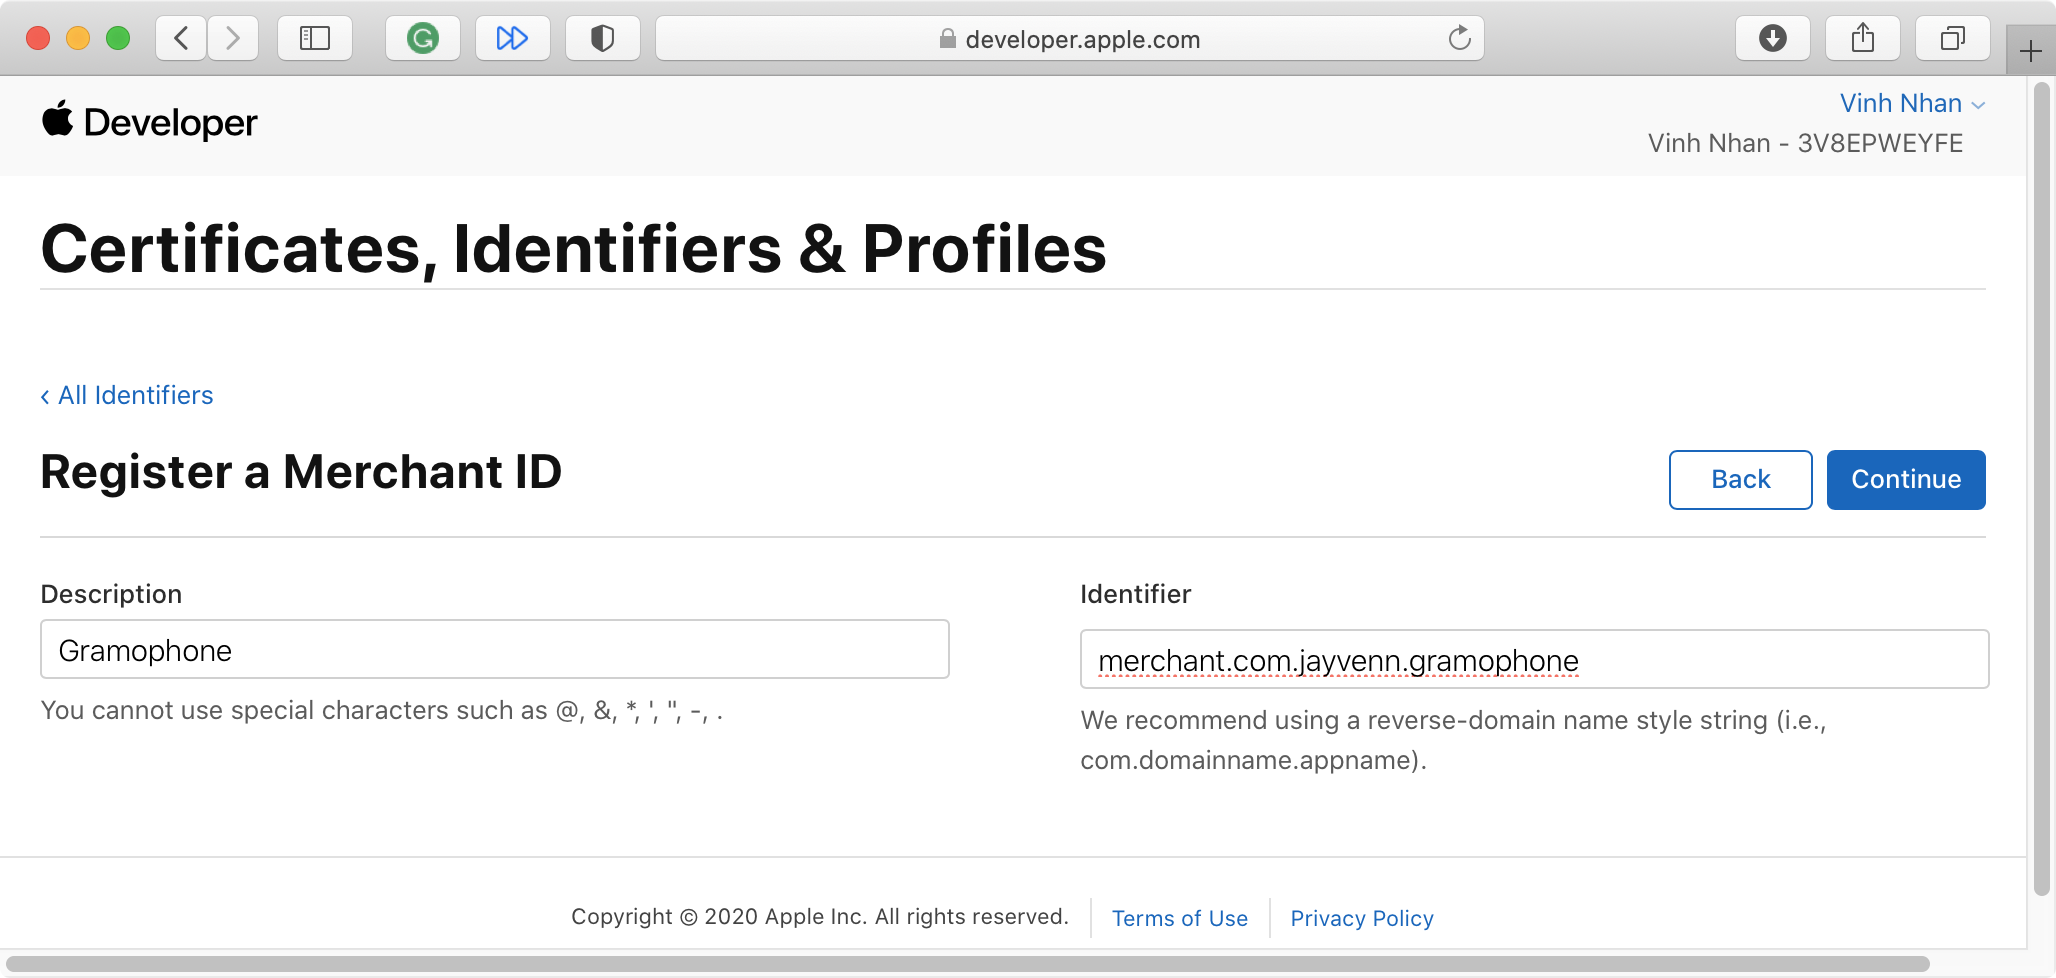 developer.apple.com
Developer
Vinh Nhan
Vinh Nhan - 3V8EPWEYFE
Certificates, Identifiers & Profiles
‹ All Identifiers
Register a Merchant ID
Back
Continue
Description
Identifier
Gramophone
merchant.com.jayvenn.gramophone
You cannot use special characters such as @, &, *, ', ", -, .
We recommend using a reverse-domain name style string (i.e.,
com.domainname.appname).
Copyright © 2020 Apple Inc. All rights reserved.
Terms of Use
Privacy Policy